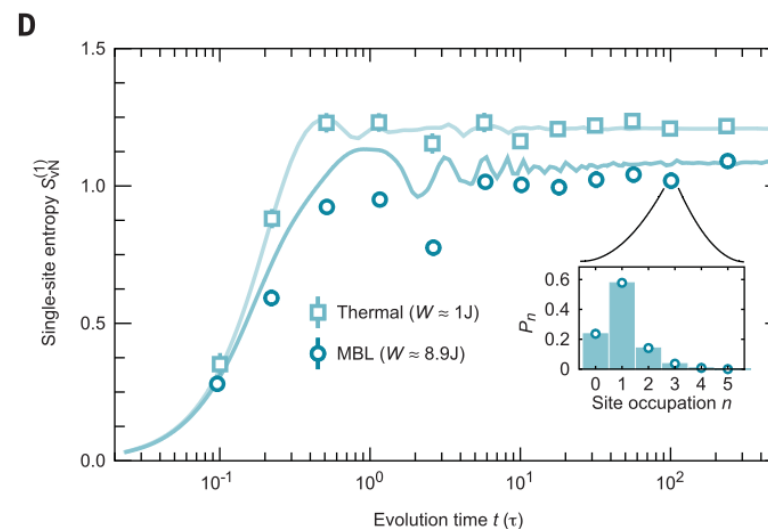 D
1.5
1.0
0.5
0.0
Single-site entropy S_vN^(1)
Thermal (W ≈ 1J)
MBL (W ≈ 8.9J)
0.6
0.4
0.2
0
P_n
0 1 2 3 4 5
Site occupation n
10⁻¹ 10⁰ 10¹ 10²
Evolution time t (τ)